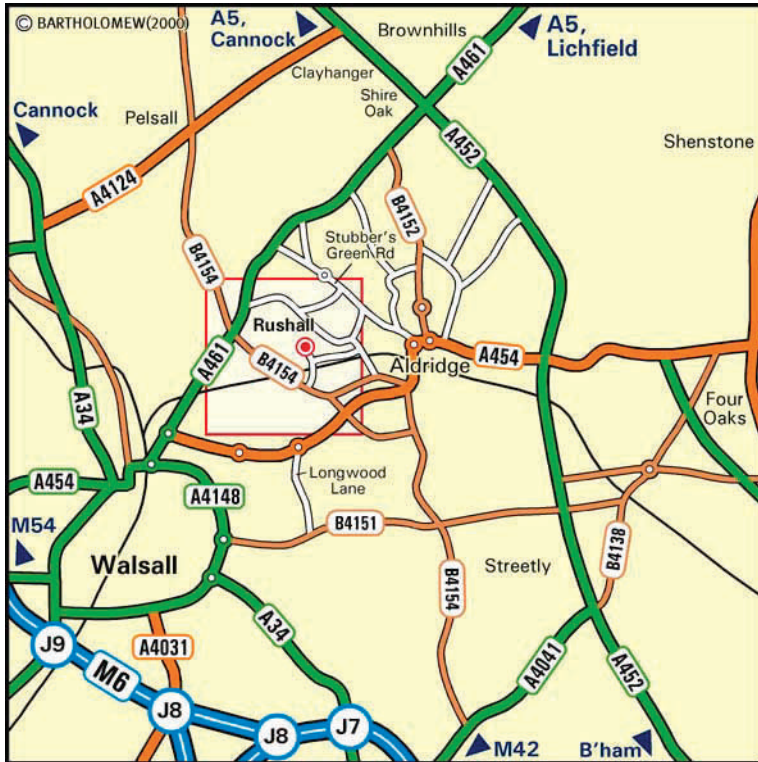 © BARTHOLOMEW(2000)
A5,
Cannock
Brownhills
A5,
Lichfield
Clayhanger
A461
Cannock
Shire
Oak
Pelsall
A452
Shenstone
A4124
B4152
Stubber's
Green Rd
B4154
Rushall
A461
B4154
Aldridge
A454
A34
Four
Oaks
A454
A4148
Longwood
Lane
M54
B4151
B4138
Walsall
Streetly
B4154
A34
A4031
A4041
J9
M6
A452
J8
J8
J7
M42
B'ham